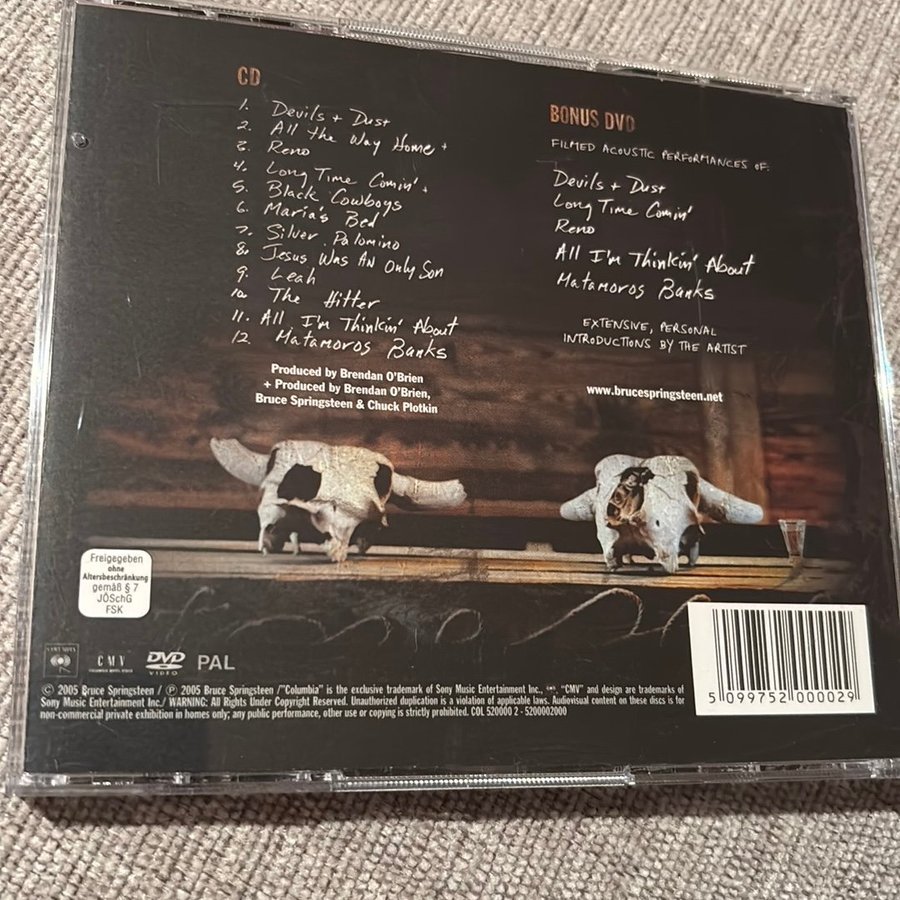 CD
1. Devils + Dust
2. All the Way Home +
3. Reno
4. Long Time Comin' +
5. Black Cowboys
6. Maria's Bed
7. Silver Palomino
8. Jesus Was An Only Son
9. Leah
10. The Hitter
11. All I'm Thinkin' About
12. Matamoros Banks
Produced by Brendan O'Brien
+ Produced by Brendan O'Brien,
Bruce Springsteen & Chuck Plotkin
BONUS DVD
FILMED ACOUSTIC PERFORMANCES OF:
Devils + Dust
Long Time Comin'
Reno
All I'm Thinkin' About
Matamoros Banks
EXTENSIVE, PERSONAL
INTRODUCTIONS BY THE ARTIST
www.brucespringsteen.net
Freigegeben
ohne
Altersbeschränkung
gemäß § 7
JÖSchG
FSK
CMV
DVD
VIDEO
PAL
© 2005 Bruce Springsteen / ℗ 2005 Bruce Springsteen /"Columbia" is the exclusive trademark of Sony Music Entertainment Inc., "CMV" and design are trademarks of
Sony Music Entertainment Inc./ WARNING: All Rights Under Copyright Reserved. Unauthorized duplication is a violation of applicable laws. Audiovisual content on these discs is for
non-commercial private exhibition in homes only; any public performance, other use or copying is strictly prohibited. COL 520000 2 - 5200002000
5 099752 000029